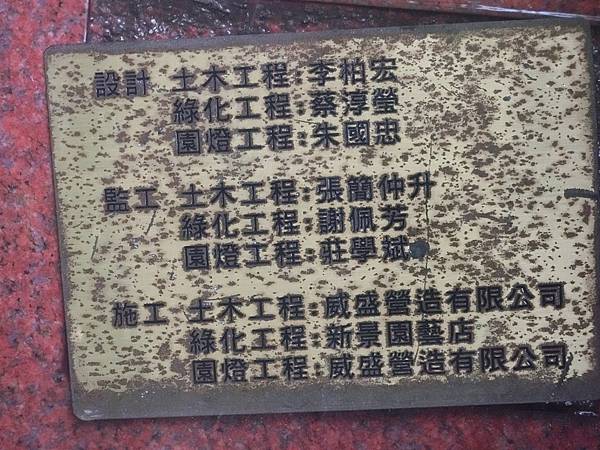 設計 土木工程:李柏宏
綠化工程:蔡淳瑩
園燈工程:朱國忠
監工 土木工程:張簡仲升
綠化工程:謝佩芳
園燈工程:莊學斌
施工 土木工程:威盛營造有限公司
綠化工程:新景園藝店
園燈工程:威盛營造有限公司